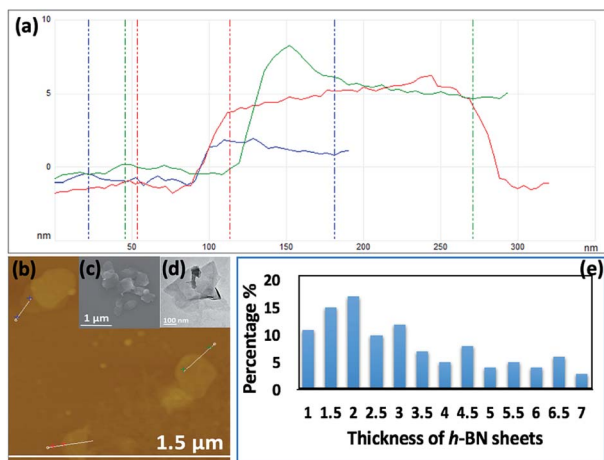 (a)
10
5
0
nm
50
100
150
200
250
300
nm
(b)
(c)
(d)
1 µm
100 nm
1.5 µm
(e)
Percentage %
20
15
10
5
0
1 1.5 2 2.5 3 3.5 4 4.5 5 5.5 6 6.5 7
Thickness of h-BN sheets